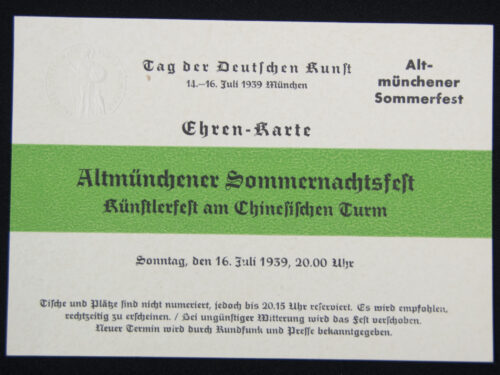 Tag der Deutschen Kunst
14.–16. Juli 1939 München
Alt-
münchener
Sommerfest
Ehren-Karte
Altmünchener Sommernachtsfest
Künstlerfest am Chinesischen Turm
Sonntag, den 16. Juli 1939, 20.00 Uhr
Tische und Plätze sind nicht numeriert, jedoch bis 20.15 Uhr reserviert. Es wird empfohlen,
rechtzeitig zu erscheinen. / Bei ungünstiger Witterung wird das Fest verschoben.
Neuer Termin wird durch Rundfunk und Presse bekanntgegeben.